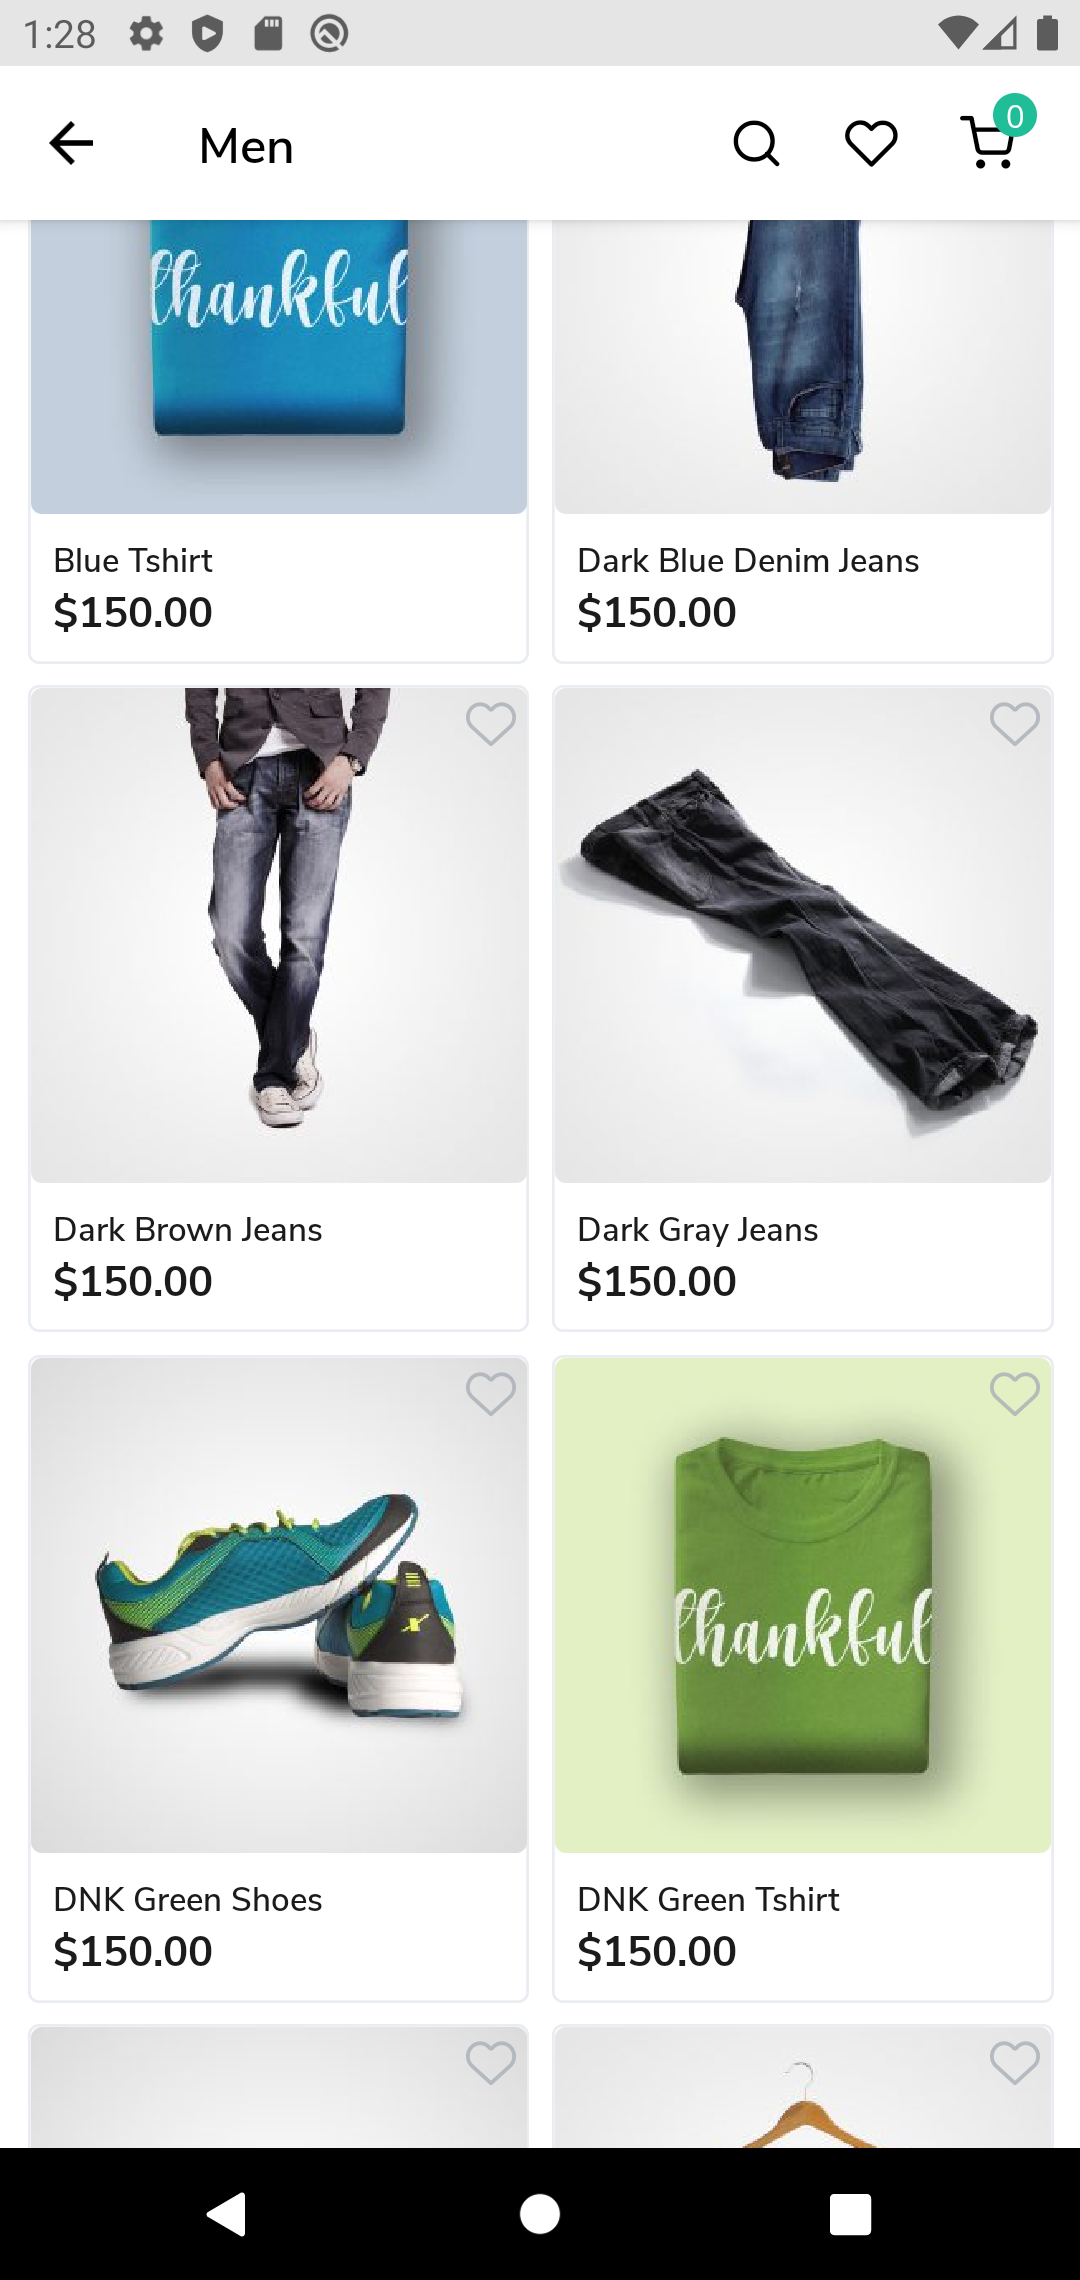 1:28
Men
0
thankful
Blue Tshirt
$150.00
Dark Blue Denim Jeans
$150.00
Dark Brown Jeans
$150.00
Dark Gray Jeans
$150.00
thankful
DNK Green Shoes
$150.00
DNK Green Tshirt
$150.00